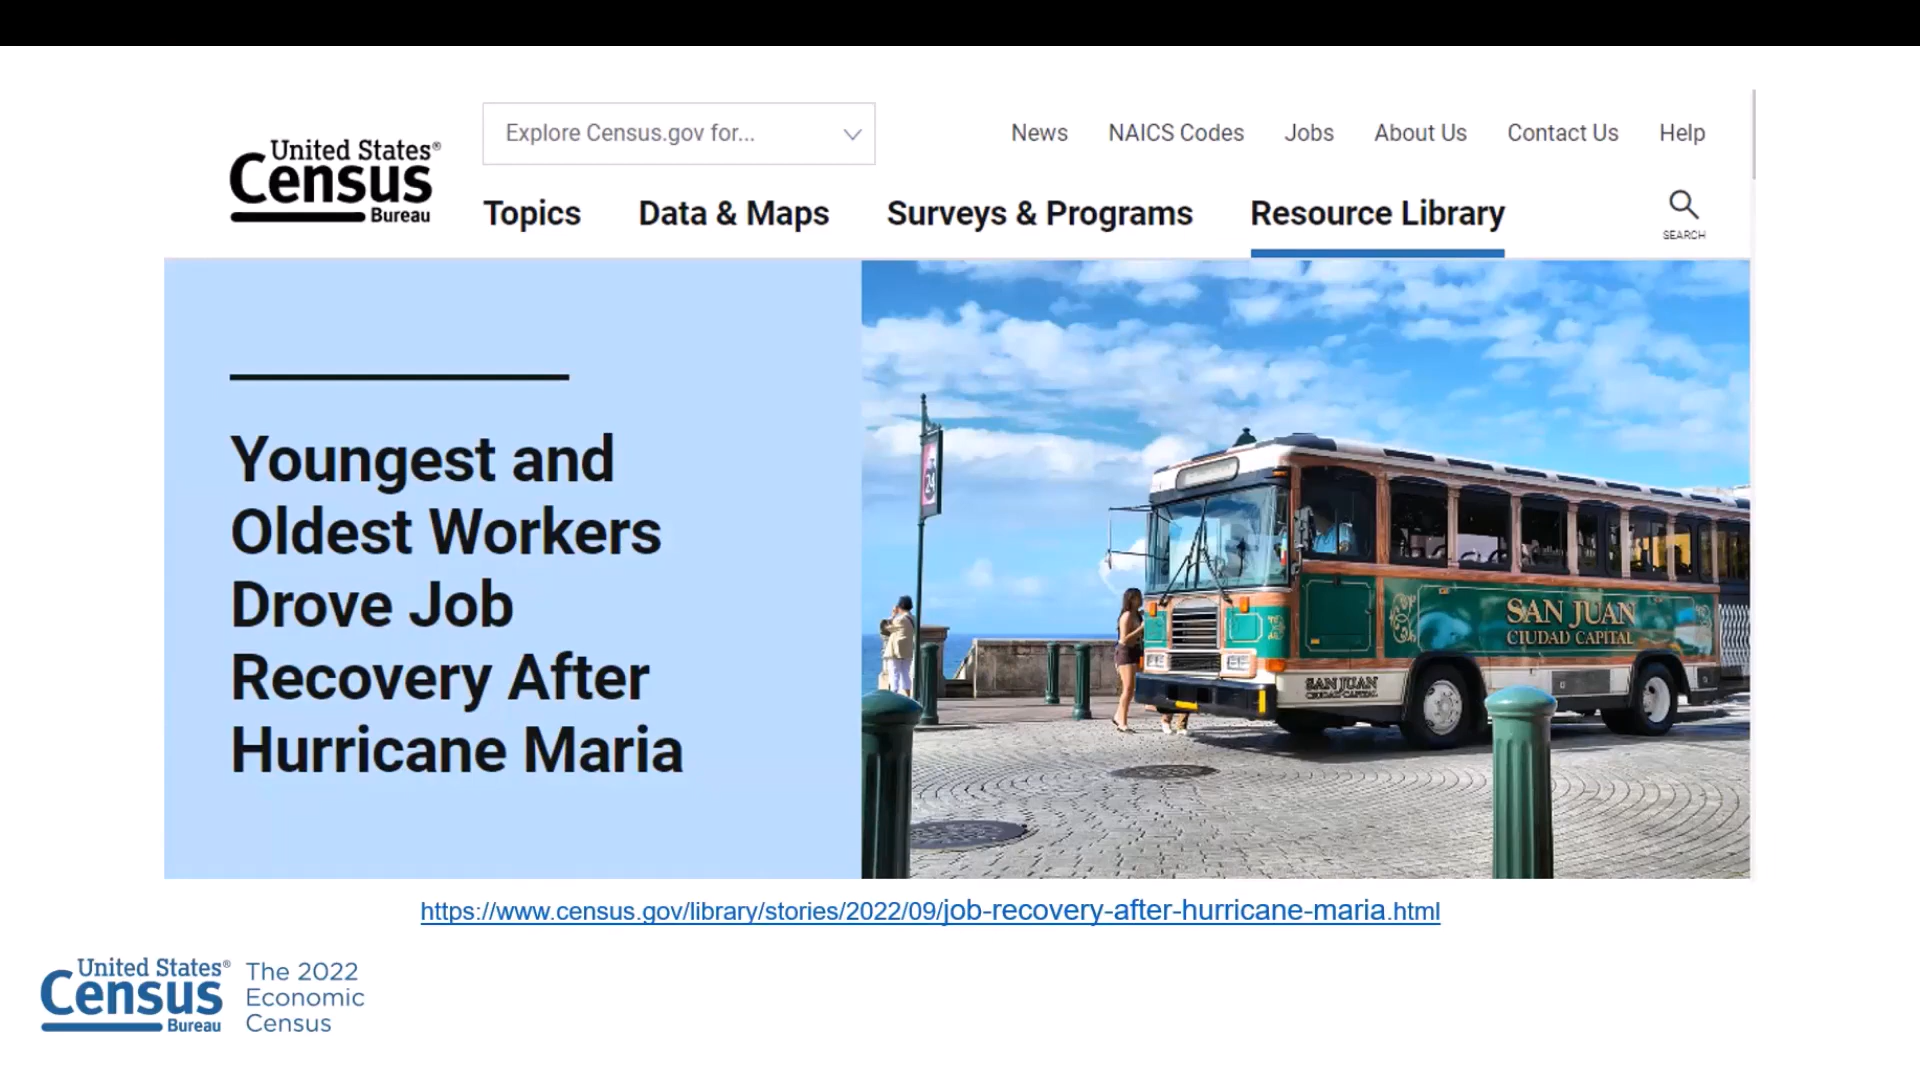 Explore Census.gov for...
News NAICS Codes Jobs About Us Contact Us Help
United States®
Census
Bureau
Topics Data & Maps Surveys & Programs Resource Library
SEARCH
Youngest and
Oldest Workers
Drove Job
Recovery After
Hurricane Maria
24
SAN JUAN
CIUDAD CAPITAL
SAN JUAN
CIUDAD CAPITAL
https://www.census.gov/library/stories/2022/09/job-recovery-after-hurricane-maria.html
United States®
Census
Bureau
The 2022
Economic
Census